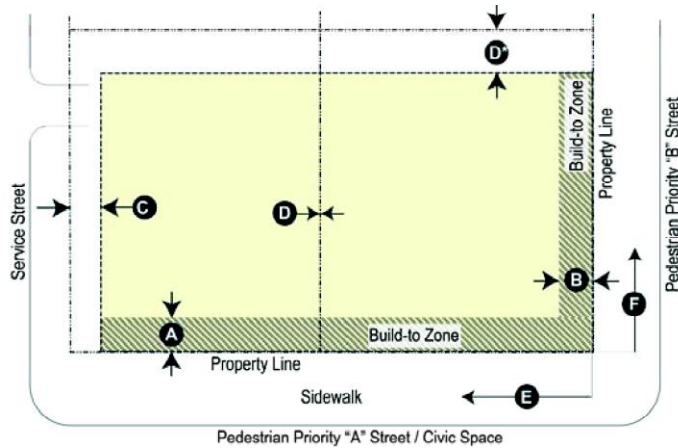 D*
Build-to Zone
Property Line
Pedestrian Priority "B" Street
Service Street
C
D
B
F
A
Build-to Zone
Property Line
Sidewalk
E
Pedestrian Priority "A" Street / Civic Space